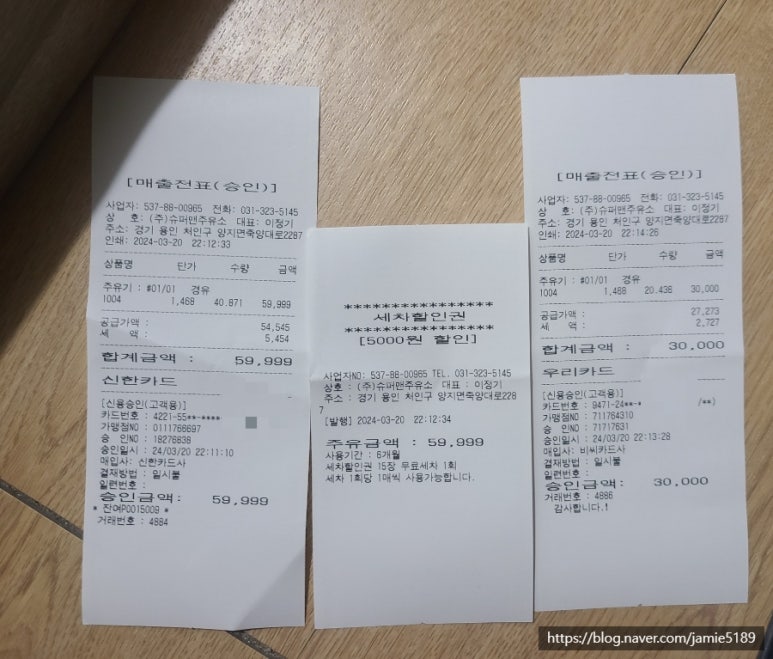 [매출전표(승인)]
사업자: 537-88-00965 전화: 031-323-5145
상 호: (주)슈퍼맨주유소 대표: 이정기
주소: 경기 용인 처인구 양지면죽양대로2287
인쇄: 2024-03-20 22:12:33
상품명 단가 수량 금액
주유기 : #01/01 경유
1004 1,468 40.871 59,999
공급가액 : 54,545
세 액 : 5,454
합계금액 : 59,999
신한카드
[신용승인(고객용)]
카드번호 : 4221-55**-****
가맹점NO : 0111766697
승 인NO : 18276838
승인일시 : 24/03/20 22:11:10
매입사: 신한카드사
결재방법 : 일시불
일련번호 :
승인금액: 59,999
* 잔여P0015009 *
거래번호 : 4884
****************
세차할인권
****************
[5000원 할인]
사업자NO: 537-88-00965 TEL. 031-323-5145
상호 : (주)슈퍼맨주유소 대표 : 이정기
주소 : 경기 용인 처인구 양지면죽양대로228
7
[발행] 2024-03-20 22:12:34
주유금액 : 59,999
사용기간 : 6개월
세차할인권 15장 무료세차 1회
세차 1회당 1매씩 사용가능합니다.
[매출전표(승인)]
사업자: 537-88-00965 전화: 031-323-5145
상 호: (주)슈퍼맨주유소 대표: 이정기
주소: 경기 용인 처인구 양지면죽양대로2287
인쇄: 2024-03-20 22:14:26
상품명 단가 수량 금액
주유기 : #01/01 경유
1004 1,468 20.436 30,000
공급가액 : 27,273
세 액 : 2,727
합계금액 : 30,000
우리카드
[신용승인(고객용)]
카드번호 : 9471-24**-* /**)
가맹점NO : 711764310
승 인NO : 71717631
승인일시 : 24/03/20 22:13:28
매입사: 비씨카드사
결재방법 : 일시불
일련번호 :
승인금액: 30,000
거래번호 : 4886
감사합니다.!
https://blog.naver.com/jamie5189